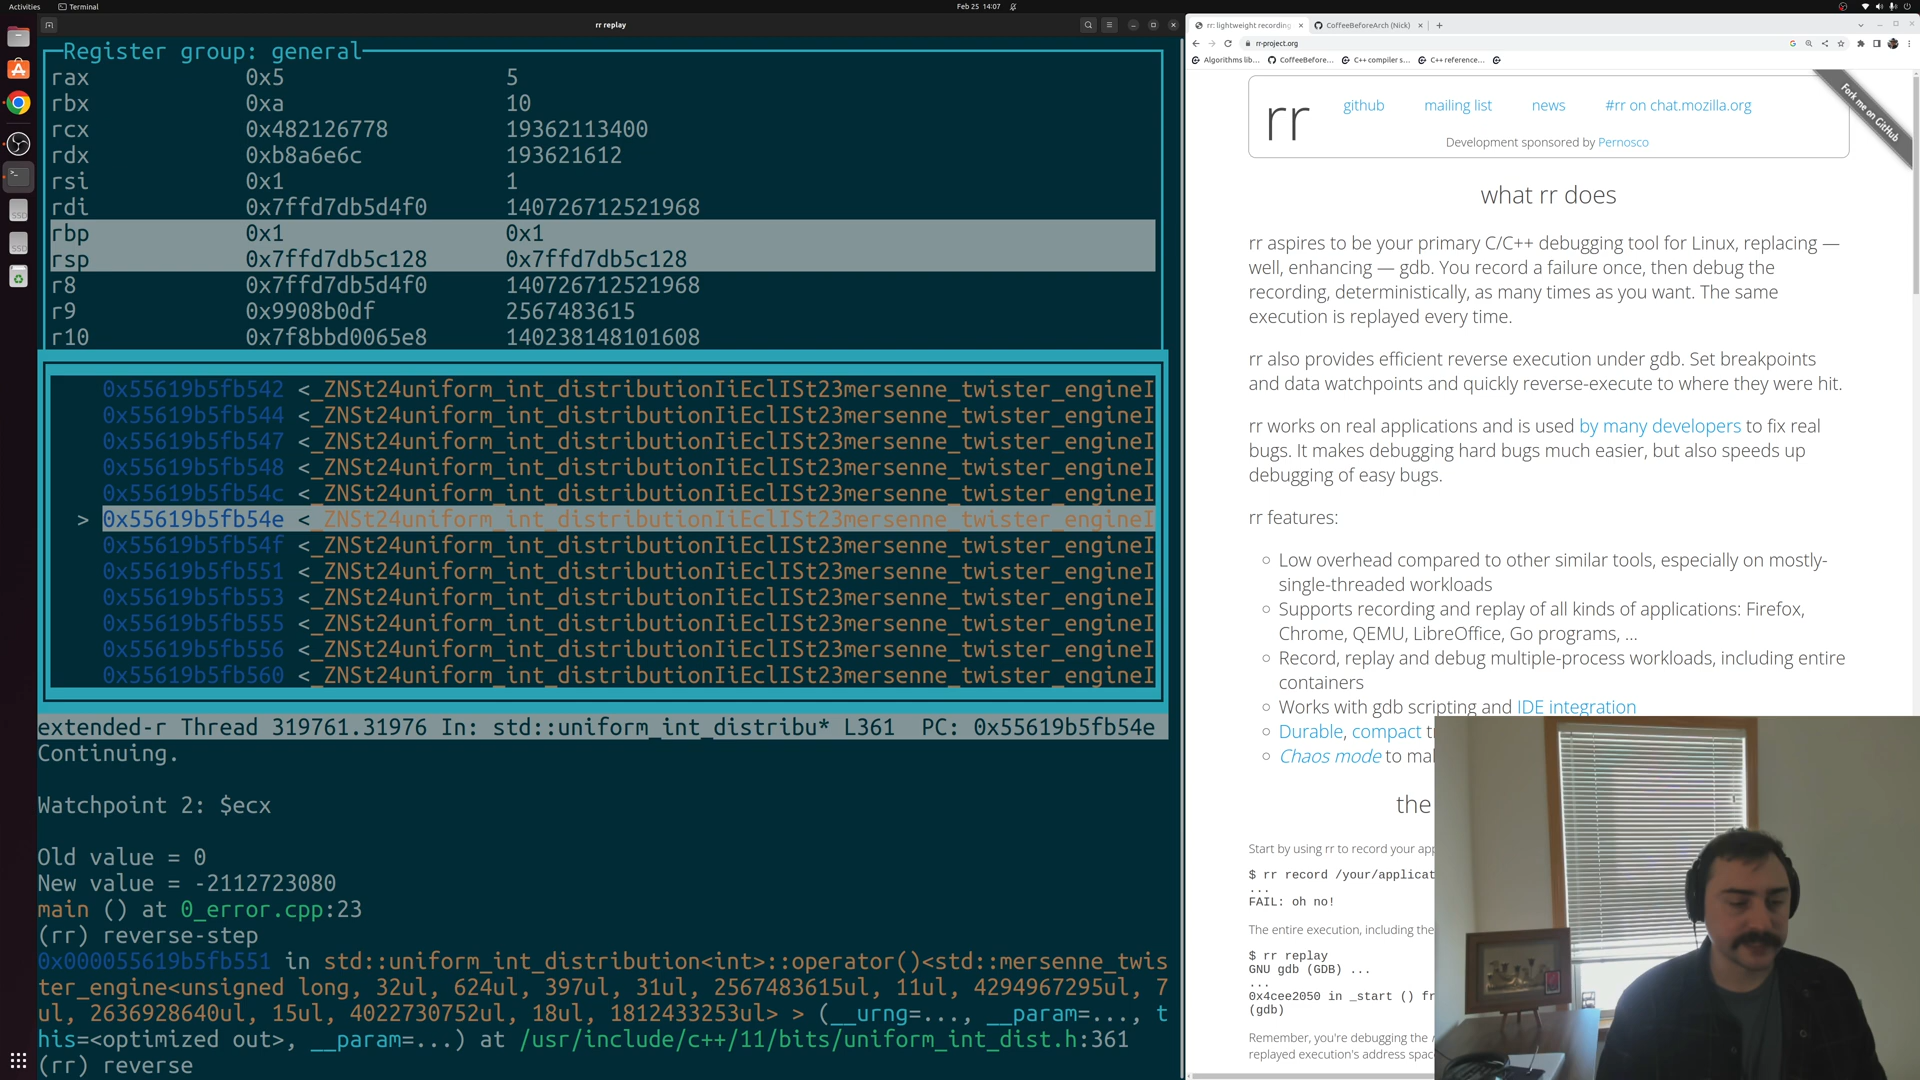 Activities
Terminal
Feb 25 14:07
rr replay
Register group: general
rax 0x5 5
rbx 0xa 10
rcx 0x482126778 19362113400
rdx 0xb8a6e6c 193621612
rsi 0x1 1
rdi 0x7ffd7db5d4f0 140726712521968
rbp 0x1 0x1
rsp 0x7ffd7db5c128 0x7ffd7db5c128
r8 0x7ffd7db5d4f0 140726712521968
r9 0x9908b0df 2567483615
r10 0x7f8bbd0065e8 140238148101608
0x55619b5fb542 <_ZNSt24uniform_int_distributionIiEclISt23mersenne_twister_engineI
0x55619b5fb544 <_ZNSt24uniform_int_distributionIiEclISt23mersenne_twister_engineI
0x55619b5fb547 <_ZNSt24uniform_int_distributionIiEclISt23mersenne_twister_engineI
0x55619b5fb548 <_ZNSt24uniform_int_distributionIiEclISt23mersenne_twister_engineI
0x55619b5fb54c <_ZNSt24uniform_int_distributionIiEclISt23mersenne_twister_engineI
> 0x55619b5fb54e <_ZNSt24uniform_int_distributionIiEclISt23mersenne_twister_engineI
0x55619b5fb54f <_ZNSt24uniform_int_distributionIiEclISt23mersenne_twister_engineI
0x55619b5fb551 <_ZNSt24uniform_int_distributionIiEclISt23mersenne_twister_engineI
0x55619b5fb553 <_ZNSt24uniform_int_distributionIiEclISt23mersenne_twister_engineI
0x55619b5fb555 <_ZNSt24uniform_int_distributionIiEclISt23mersenne_twister_engineI
0x55619b5fb556 <_ZNSt24uniform_int_distributionIiEclISt23mersenne_twister_engineI
0x55619b5fb560 <_ZNSt24uniform_int_distributionIiEclISt23mersenne_twister_engineI
extended-r Thread 319761.31976 In: std::uniform_int_distribu* L361 PC: 0x55619b5fb54e
Continuing.
Watchpoint 2: $ecx
Old value = 0
New value = -2112723080
main () at 0_error.cpp:23
(rr) reverse-step
0x000055619b5fb551 in std::uniform_int_distribution<int>::operator()<std::mersenne_twis
ter_engine<unsigned long, 32ul, 624ul, 397ul, 31ul, 2567483615ul, 11ul, 4294967295ul, 7
ul, 2636928640ul, 15ul, 4022730752ul, 18ul, 1812433253ul> > (__urng=..., __param=..., t
his=<optimized out>, __param=...) at /usr/include/c++/11/bits/uniform_int_dist.h:361
(rr) reverse
rr: lightweight recording
CoffeeBeforeArch (Nick)
rr-project.org
Algorithms lib...
CoffeeBefore...
C++ compiler s...
C++ reference...
Fork me on GitHub
rr
github
mailing list
news
#rr on chat.mozilla.org
Development sponsored by Pernosco
what rr does
rr aspires to be your primary C/C++ debugging tool for Linux, replacing —
well, enhancing — gdb. You record a failure once, then debug the
recording, deterministically, as many times as you want. The same
execution is replayed every time.
rr also provides efficient reverse execution under gdb. Set breakpoints
and data watchpoints and quickly reverse-execute to where they were hit.
rr works on real applications and is used by many developers to fix real
bugs. It makes debugging hard bugs much easier, but also speeds up
debugging of easy bugs.
rr features:
Low overhead compared to other similar tools, especially on mostly-
single-threaded workloads
Supports recording and replay of all kinds of applications: Firefox,
Chrome, QEMU, LibreOffice, Go programs, ...
Record, replay and debug multiple-process workloads, including entire
containers
Works with gdb scripting and IDE integration
Durable, compact
Chaos mode to
the
Start by using rr to record your
$ rr record /your/applicat
...
FAIL: oh no!
The entire execution, including the
$ rr replay
GNU gdb (GDB) ...
...
0x4cee2050 in _start () fr
(gdb)
Remember, you're debugging the
replayed execution's address spac